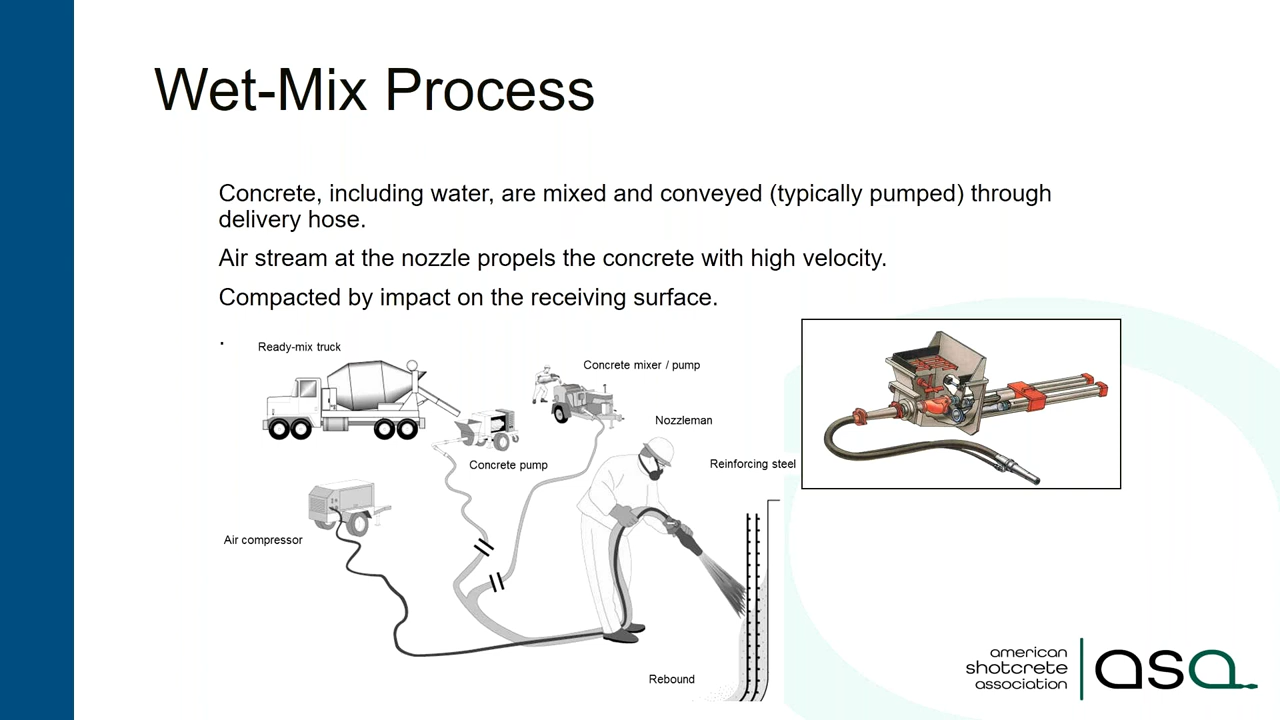 Wet-Mix Process
Concrete, including water, are mixed and conveyed (typically pumped) through
delivery hose.
Air stream at the nozzle propels the concrete with high velocity.
Compacted by impact on the receiving surface.
.
Ready-mix truck
Concrete mixer / pump
Nozzleman
Reinforcing steel
Concrete pump
Air compressor
Rebound
american
shotcrete
association
asa